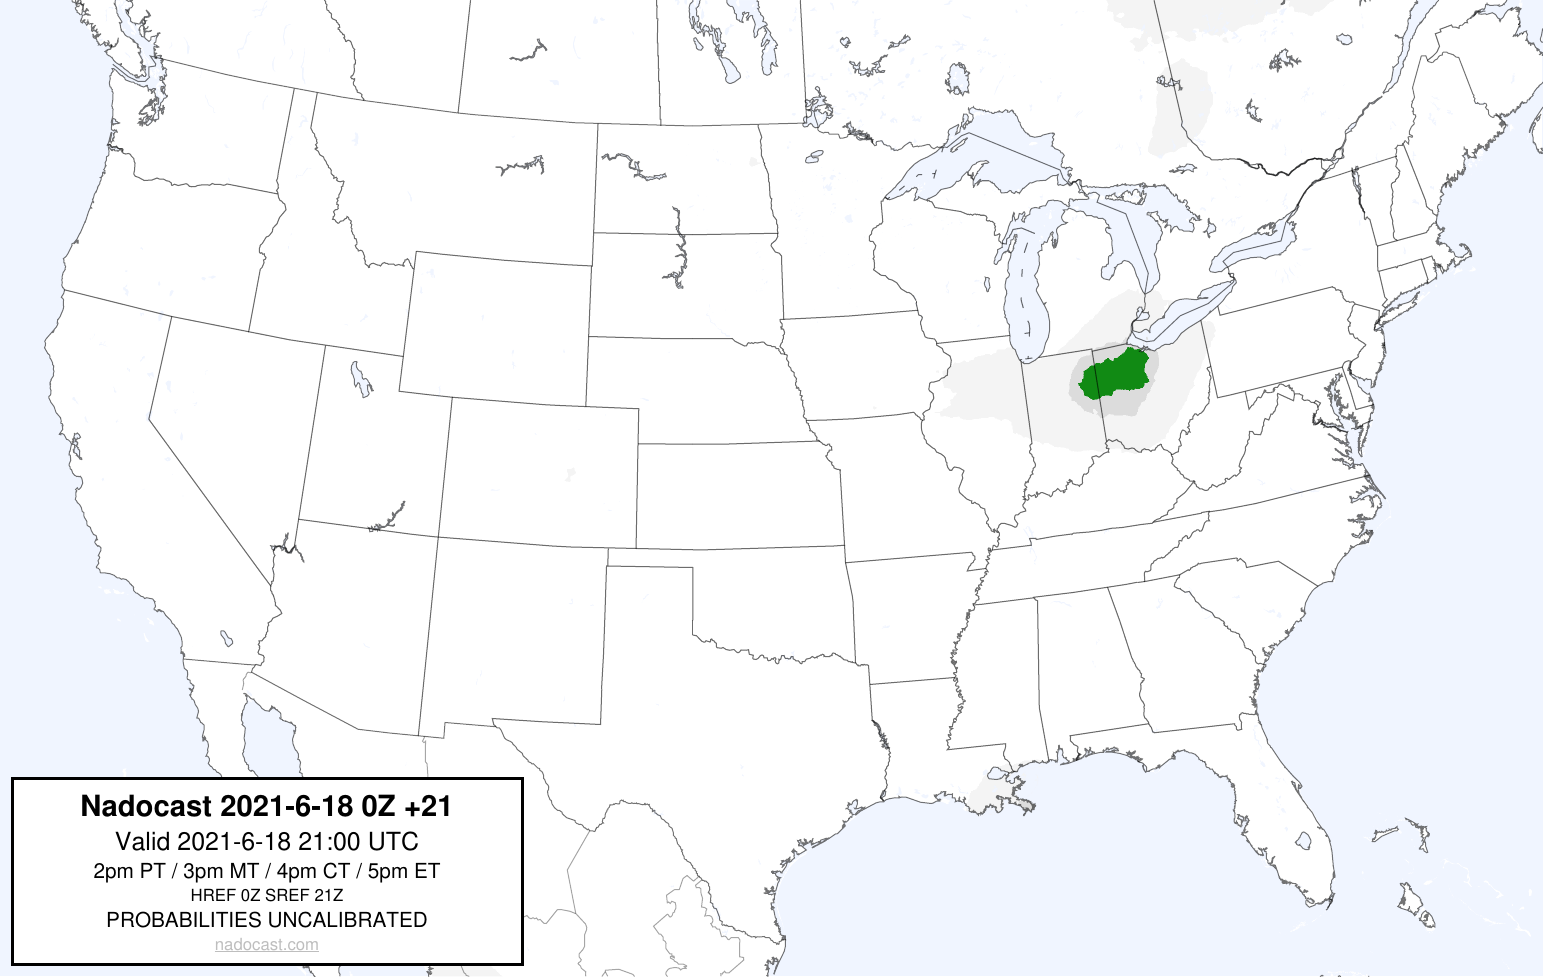 Nadocast 2021-6-18 0Z +21
Valid 2021-6-18 21:00 UTC
2pm PT / 3pm MT / 4pm CT / 5pm ET
HREF 0Z SREF 21Z
PROBABILITIES UNCALIBRATED
nadocast.com